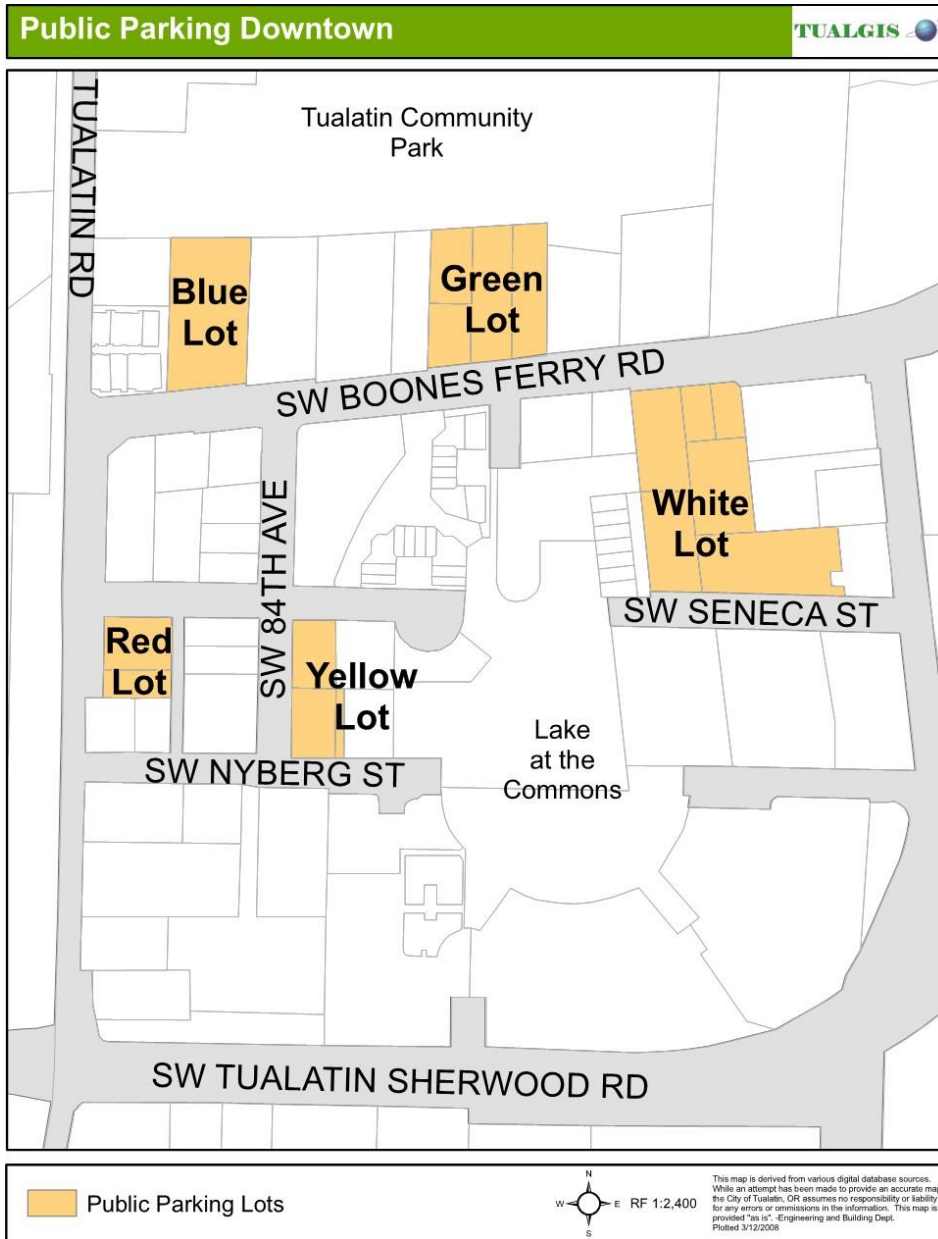 Public Parking Downtown
TUALGIS
Tualatin Community
Park
TUALATIN RD
Blue
Lot
Green
Lot
SW BOONES FERRY RD
White
Lot
SW 84TH AVE
SW SENECA ST
Red
Lot
Yellow
Lot
Lake
at the
Commons
SW NYBERG ST
SW TUALATIN SHERWOOD RD
Public Parking Lots
N
W
E
S
RF 1:2,400
This map is derived from various digital database sources.
While an attempt has been made to provide an accurate map,
the City of Tualatin, OR assumes no responsibility or liability
for any errors or ommissions in the information. This map is
provided "as is". -Engineering and Building Dept.
Plotted 3/12/2008